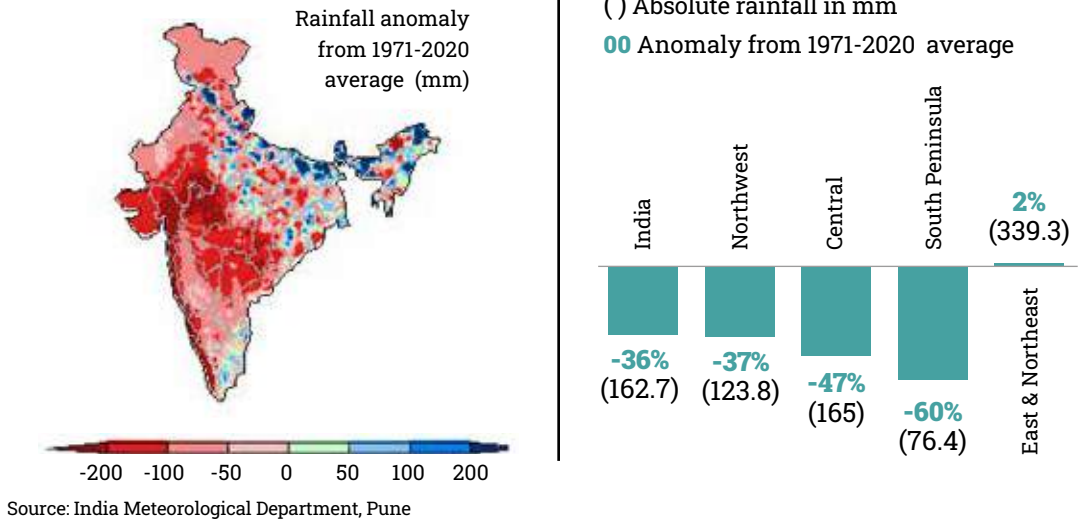 Rainfall anomaly
from 1971-2020
average (mm)
-200 -100 -50 0 50 100 200
Source: India Meteorological Department, Pune
( ) Absolute rainfall in mm
00 Anomaly from 1971-2020 average
India
-36%
(162.7)
Northwest
-37%
(123.8)
Central
-47%
(165)
South Peninsula
-60%
(76.4)
2%
(339.3)
East & Northeast